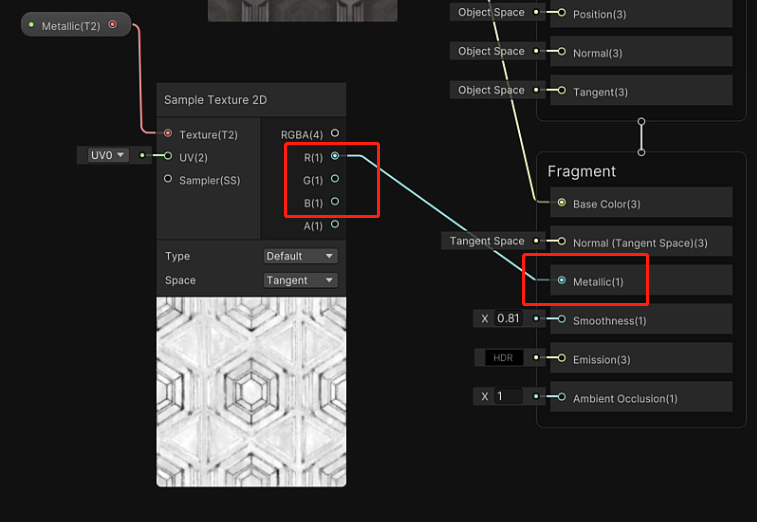 Metallic(T2)
Sample Texture 2D
Texture(T2)
UV0
UV(2)
Sampler(SS)
RGBA(4)
R(1)
G(1)
B(1)
A(1)
Type
Default
Space
Tangent
Object Space
Position(3)
Object Space
Normal(3)
Object Space
Tangent(3)
Fragment
Base Color(3)
Tangent Space
Normal (Tangent Space)(3)
Metallic(1)
X 0.81
Smoothness(1)
HDR
Emission(3)
X 1
Ambient Occlusion(1)